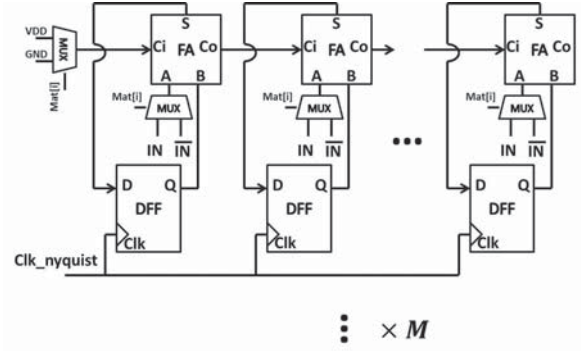 VDD
GND
MUX
Mat[i]
S
Ci FA Co
A B
Mat[i]
MUX
IN IN
D Q
DFF
Clk
S
Ci FA Co
A B
Mat[i]
MUX
IN IN
D Q
DFF
Clk
S
Ci FA Co
A B
Mat[i]
MUX
IN IN
D Q
DFF
Clk
...
Clk_nyquist
⋮ × M